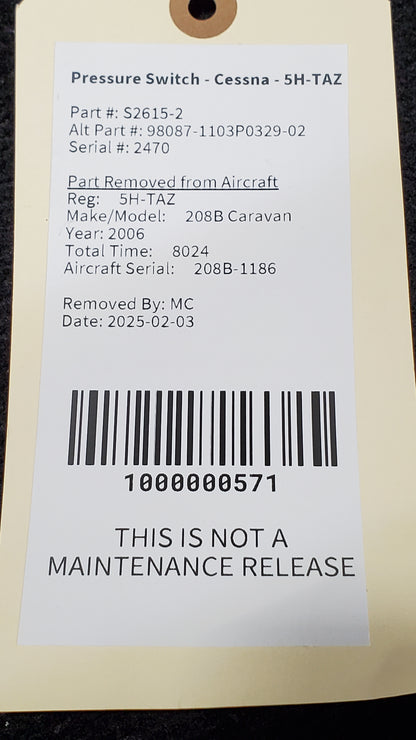 Pressure Switch - Cessna - 5H-TAZ
Part #: S2615-2
Alt Part #: 98087-1103P0329-02
Serial #: 2470
Part Removed from Aircraft
Reg: 5H-TAZ
Make/Model: 208B Caravan
Year: 2006
Total Time: 8024
Aircraft Serial: 208B-1186
Removed By: MC
Date: 2025-02-03
1000000571
THIS IS NOT A
MAINTENANCE RELEASE